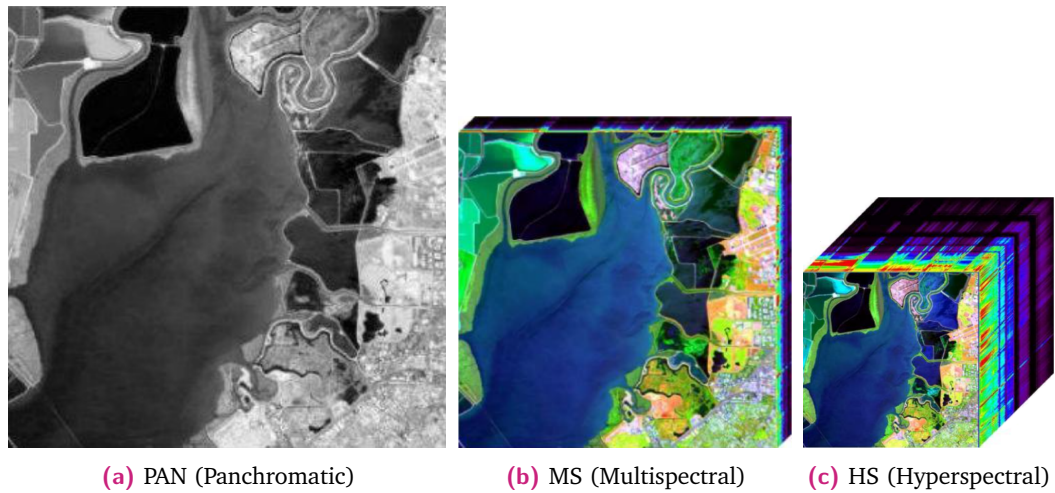 (a) PAN (Panchromatic)
(b) MS (Multispectral)
(c) HS (Hyperspectral)